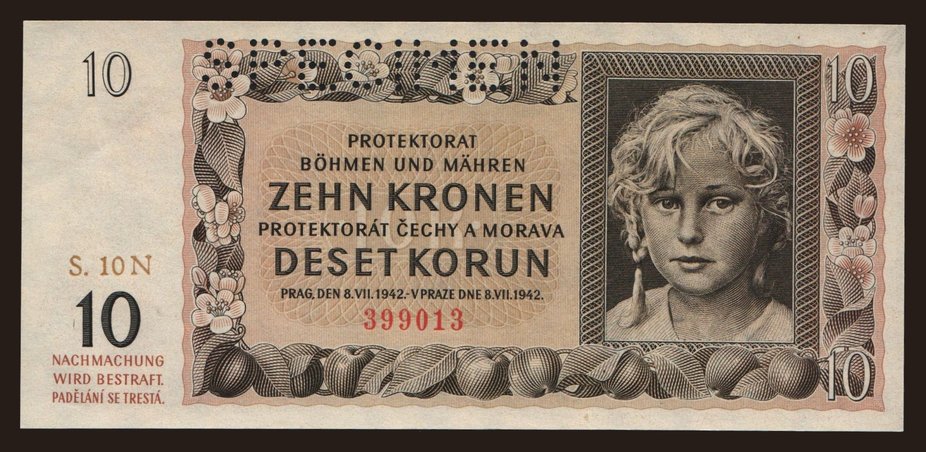 10
SPECIMEN
10
PROTEKTORAT
BÖHMEN UND MÄHREN
ZEHN KRONEN
PROTEKTORÁT ČECHY A MORAVA
DESET KORUN
PRAG, DEN 8.VII.1942.-V PRAZE DNE 8.VII.1942.
399013
S. 10 N
10
NACHMACHUNG
WIRD BESTRAFT.
PADĚLÁNÍ SE TRESTÁ.
10